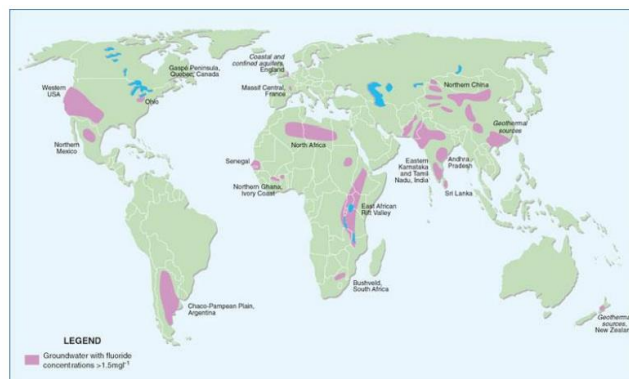 Gaspé Peninsula,
Quebec, Canada
Coastal and
confined aquifers,
England
Massif Central,
France
Western
USA
Ohio
Northern China
Northern
Mexico
North Africa
Geothermal
sources
Senegal
Northern Ghana,
Ivory Coast
Eastern
Karnataka
and Tamil
Nadu, India
Andhra
Pradesh
Sri Lanka
East African
Rift Valley
Bushveld,
South Africa
Chaco-Pampean Plain,
Argentina
Geothermal
sources,
New Zealand
LEGEND
Groundwater with fluoride
concentrations >1.5mgl⁻¹